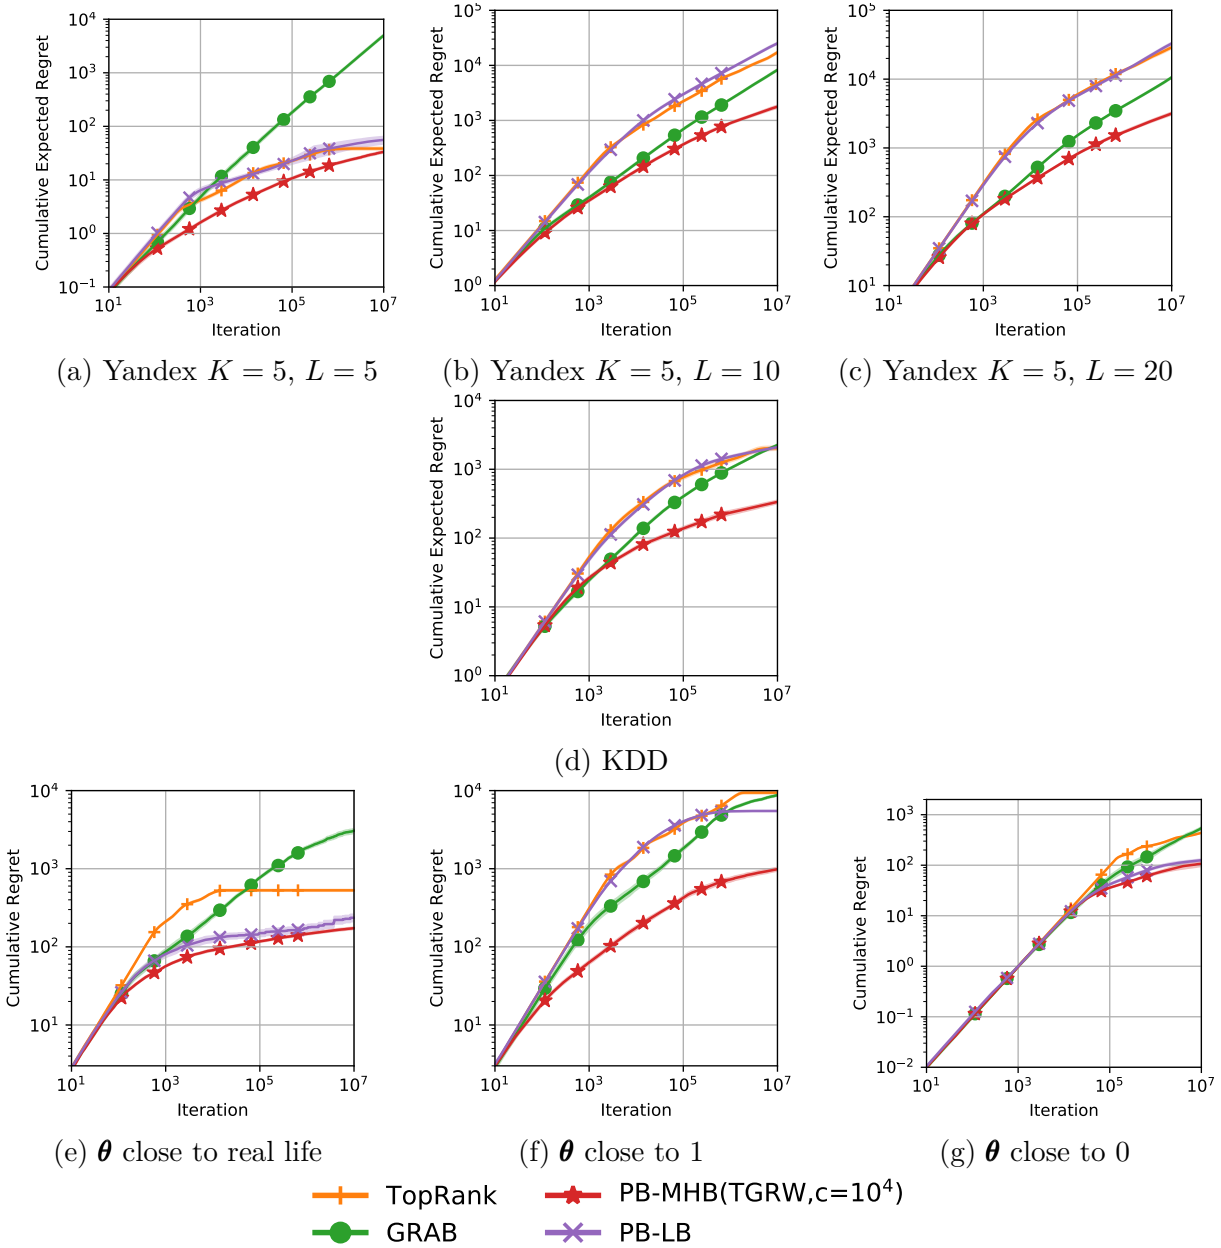 10^4
10^3
10^2
10^1
10^0
10^-1
Cumulative Expected Regret
10^1 10^3 10^5 10^7
Iteration
(a) Yandex K = 5, L = 5
10^5
10^4
10^3
10^2
10^1
10^0
Cumulative Expected Regret
10^1 10^3 10^5 10^7
Iteration
(b) Yandex K = 5, L = 10
10^5
10^4
10^3
10^2
10^1
Cumulative Expected Regret
10^1 10^3 10^5 10^7
Iteration
(c) Yandex K = 5, L = 20
10^4
10^3
10^2
10^1
10^0
Cumulative Expected Regret
10^1 10^3 10^5 10^7
Iteration
(d) KDD
10^4
10^3
10^2
10^1
Cumulative Regret
10^1 10^3 10^5 10^7
Iteration
(e) θ close to real life
10^4
10^3
10^2
10^1
Cumulative Regret
10^1 10^3 10^5 10^7
Iteration
(f) θ close to 1
10^3
10^2
10^1
10^0
10^-1
10^-2
Cumulative Regret
10^1 10^3 10^5 10^7
Iteration
(g) θ close to 0
TopRank
PB-MHB(TGRW,c=10^4)
GRAB
PB-LB